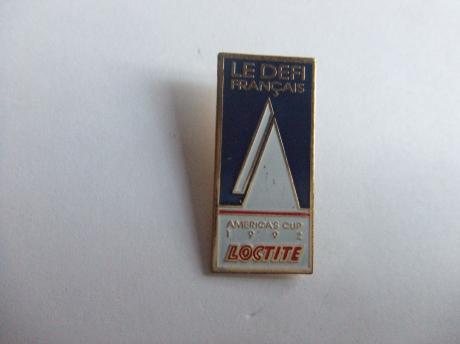 LE DEFI
FRANÇAIS
AMERICA'S CUP
1992
LOCTITE